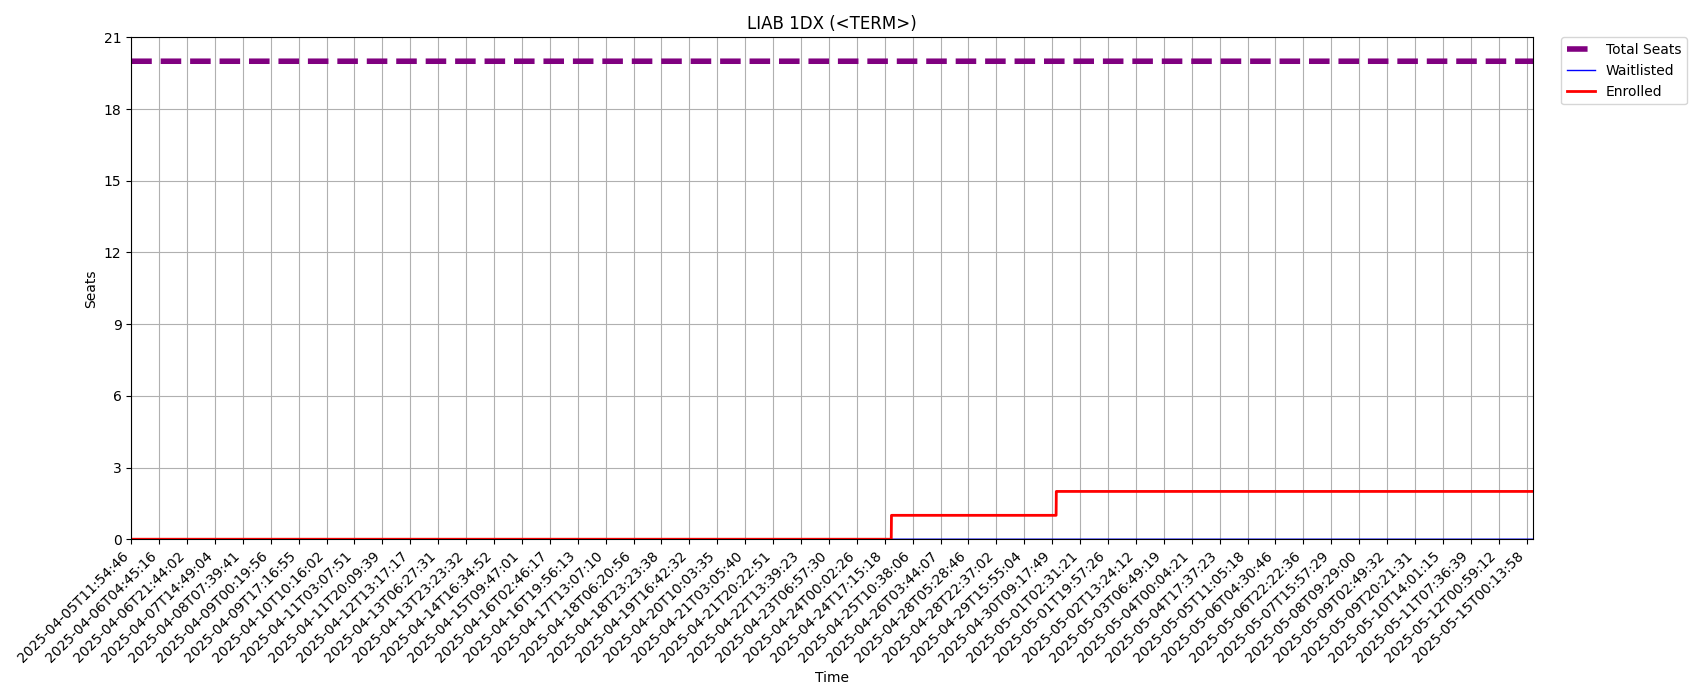 LIAB 1DX (<TERM>)
Total Seats
Waitlisted
Enrolled
21
18
15
12
9
6
3
0
Seats
2025-04-05T11:54:46
2025-04-06T04:45:16
2025-04-06T21:44:02
2025-04-07T14:49:04
2025-04-08T07:39:41
2025-04-09T00:19:56
2025-04-09T17:16:55
2025-04-10T10:16:02
2025-04-11T03:07:51
2025-04-11T20:09:39
2025-04-12T13:17:17
2025-04-13T06:27:31
2025-04-13T23:23:32
2025-04-14T16:34:52
2025-04-15T09:47:01
2025-04-16T02:46:17
2025-04-16T19:56:13
2025-04-17T13:07:10
2025-04-18T06:20:56
2025-04-18T23:23:38
2025-04-19T16:42:32
2025-04-20T10:03:35
2025-04-21T03:05:40
2025-04-21T20:22:51
2025-04-22T13:39:23
2025-04-23T06:57:30
2025-04-24T00:02:26
2025-04-24T17:15:18
2025-04-25T10:38:06
2025-04-26T03:44:07
2025-04-28T05:28:46
2025-04-28T22:37:02
2025-04-29T15:55:04
2025-04-30T09:17:49
2025-05-01T02:31:21
2025-05-01T19:57:26
2025-05-02T13:24:12
2025-05-03T06:49:19
2025-05-04T00:04:21
2025-05-04T17:37:23
2025-05-05T11:05:18
2025-05-06T04:30:46
2025-05-06T22:22:36
2025-05-07T15:57:29
2025-05-08T09:29:00
2025-05-09T02:49:32
2025-05-09T20:21:31
2025-05-10T14:01:15
2025-05-11T07:36:39
2025-05-12T00:59:12
2025-05-15T00:13:58
Time